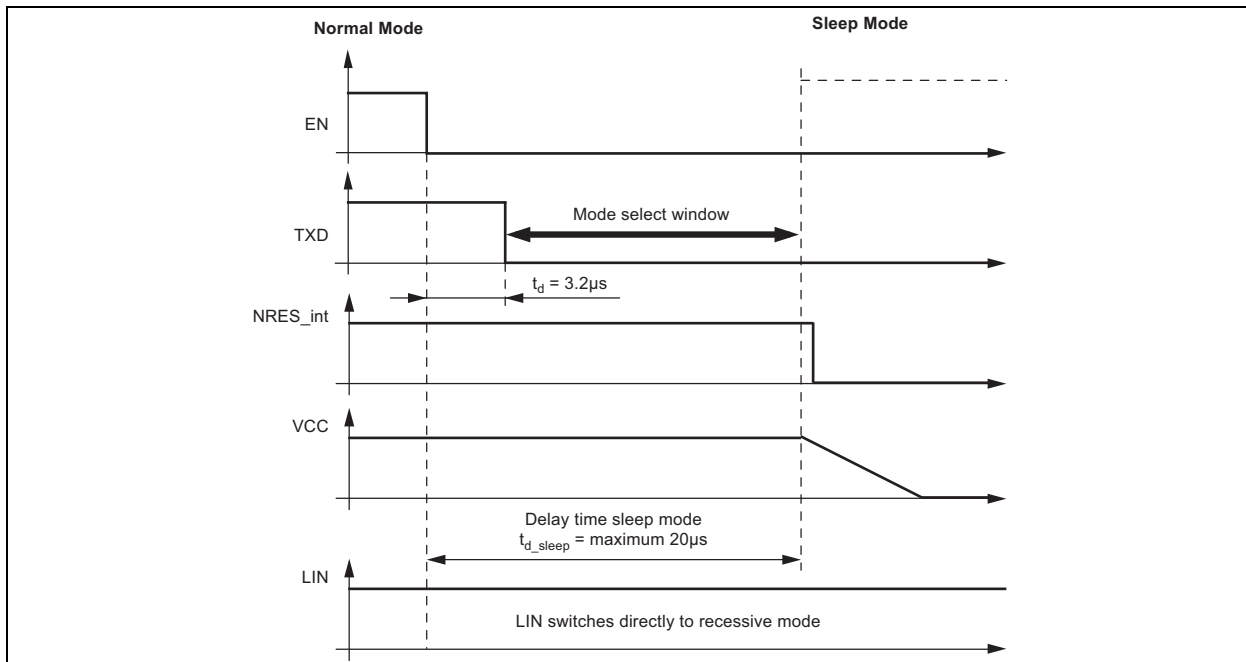 Normal Mode
Sleep Mode
EN
TXD
Mode select window
t_d = 3.2µs
NRES_int
VCC
Delay time sleep mode
t_d_sleep = maximum 20µs
LIN
LIN switches directly to recessive mode